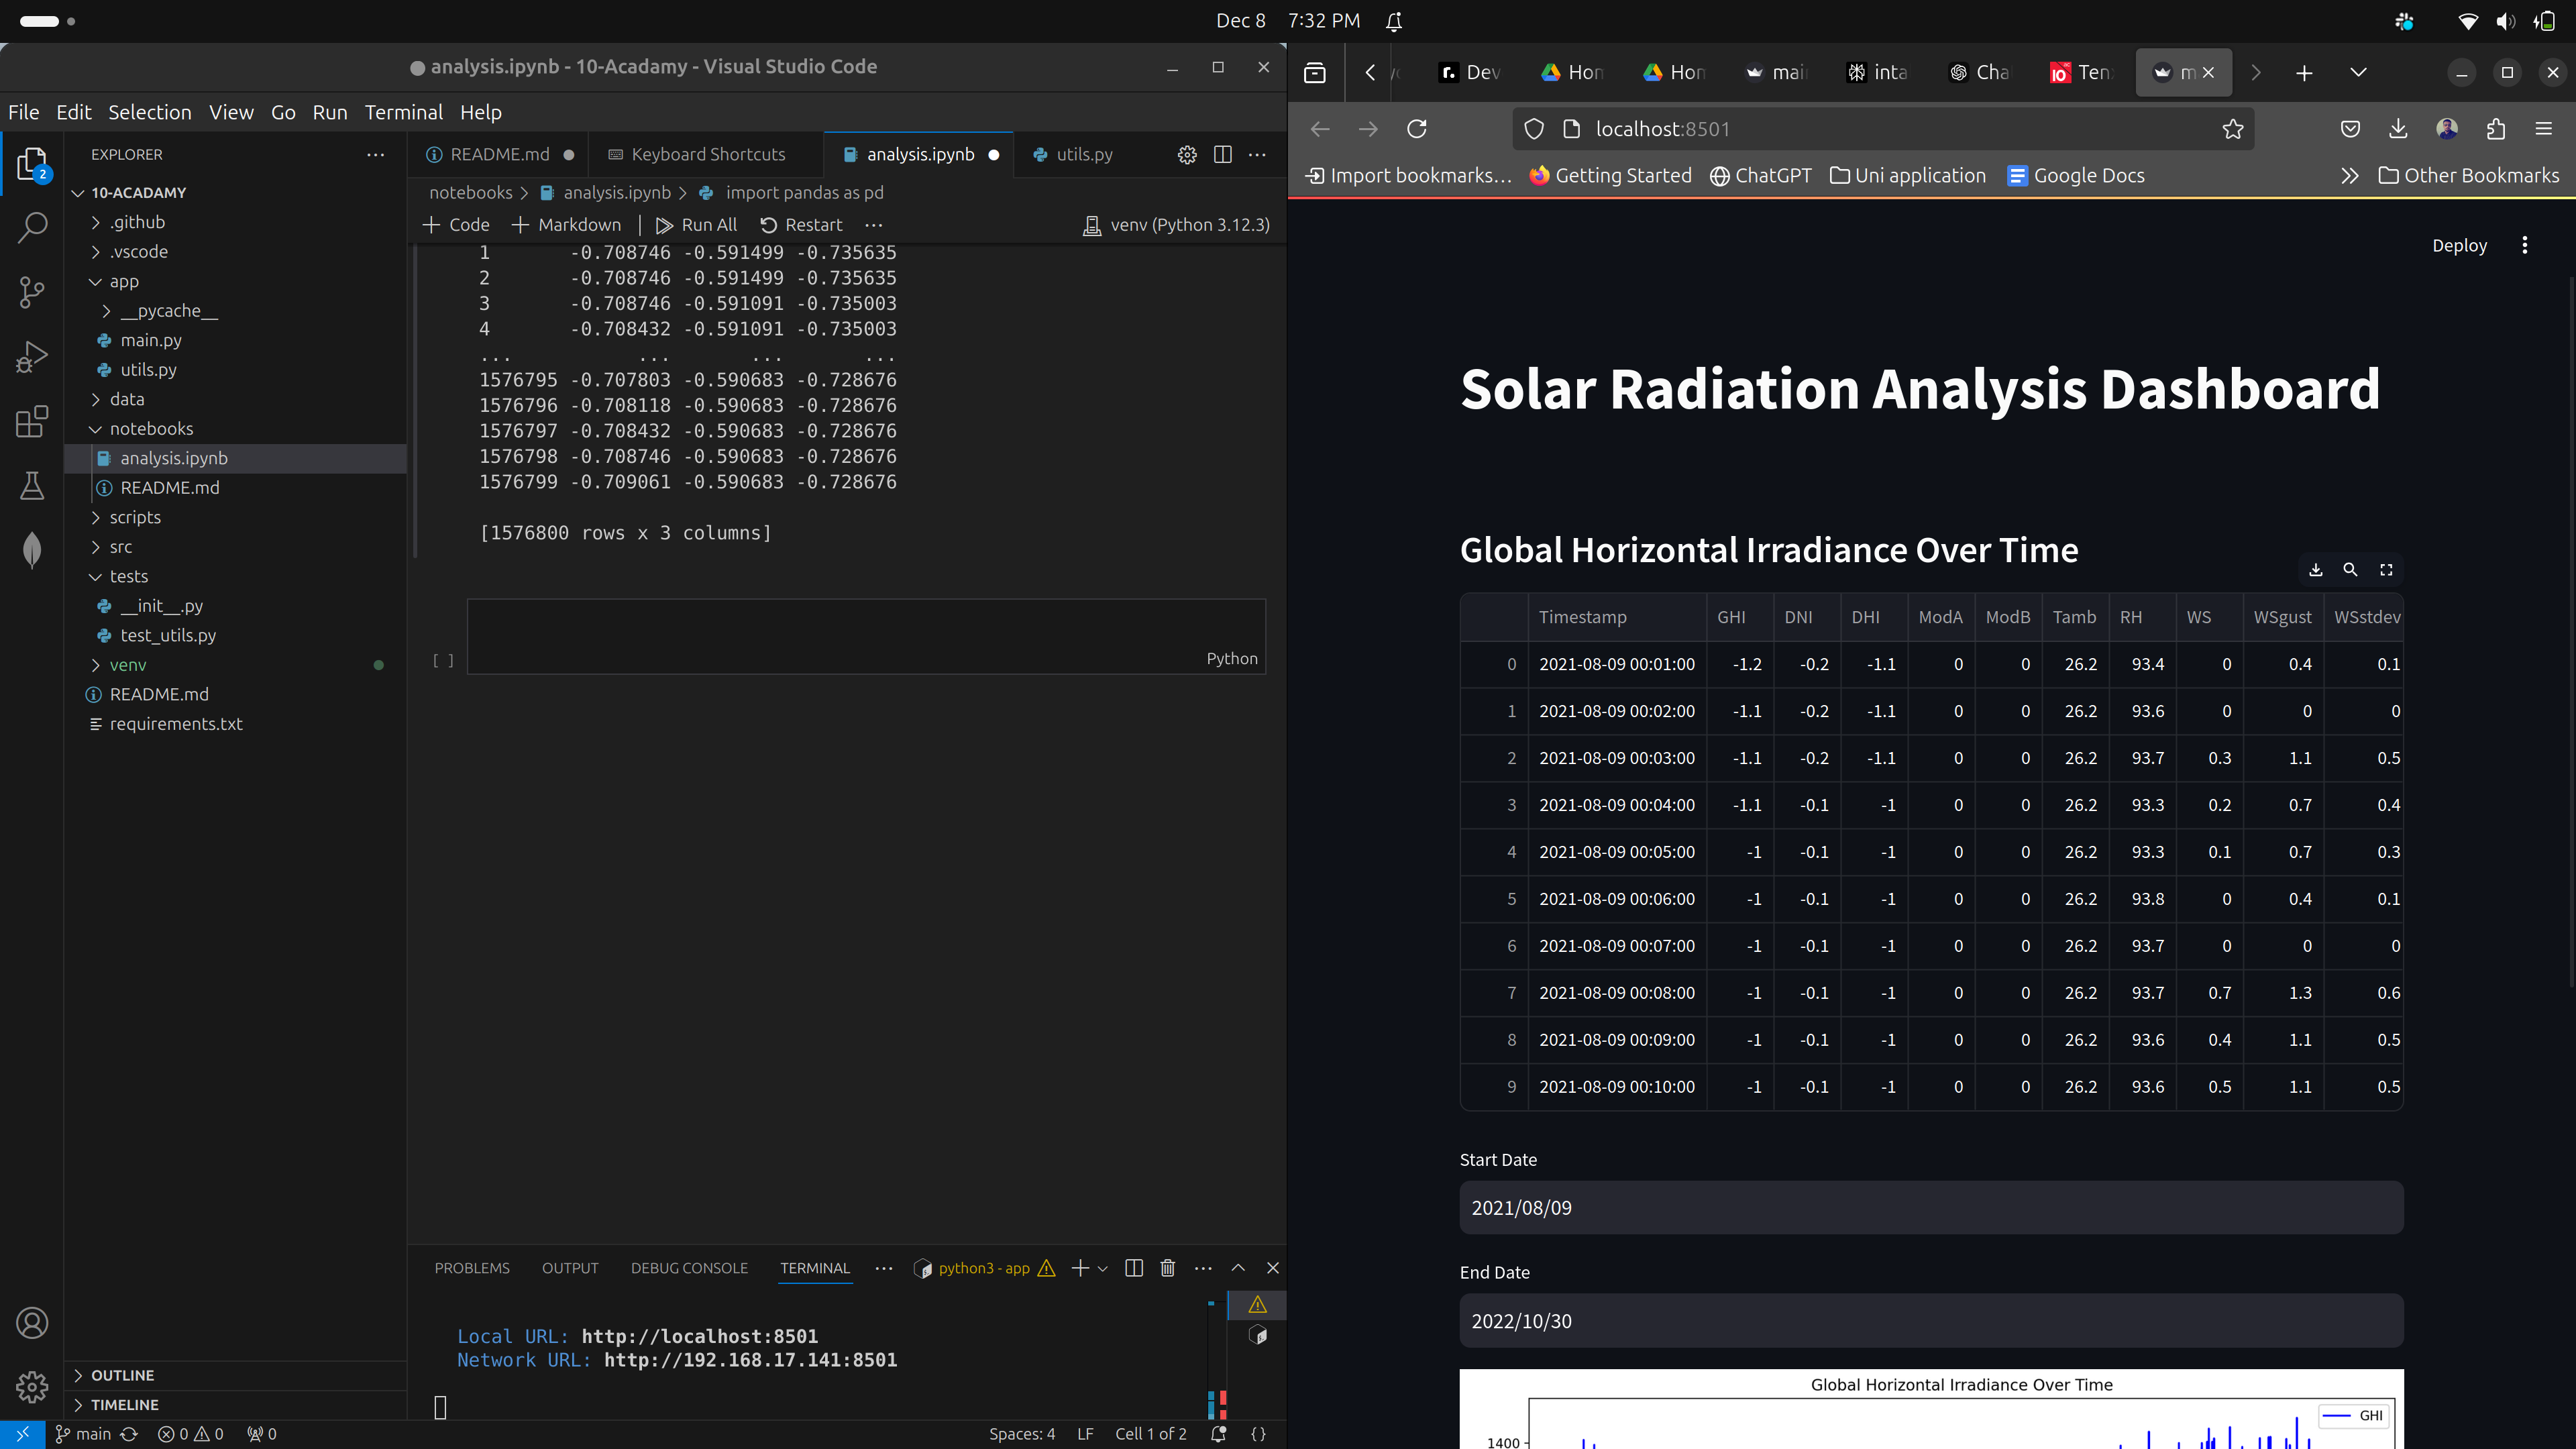 Dec 8 7:32 PM
analysis.ipynb - 10-Acadamy - Visual Studio Code
File Edit Selection View Go Run Terminal Help
EXPLORER
10-ACADAMY
.github
.vscode
app
__pycache__
main.py
utils.py
data
notebooks
analysis.ipynb
README.md
scripts
src
tests
__init__.py
test_utils.py
venv
README.md
requirements.txt
OUTLINE
TIMELINE
2
README.md Keyboard Shortcuts analysis.ipynb utils.py
notebooks > analysis.ipynb > import pandas as pd
Code Markdown Run All Restart venv (Python 3.12.3)
1 -0.708746 -0.591499 -0.735635
2 -0.708746 -0.591499 -0.735635
3 -0.708746 -0.591091 -0.735003
4 -0.708432 -0.591091 -0.735003
... ... ... ...
1576795 -0.707803 -0.590683 -0.728676
1576796 -0.708118 -0.590683 -0.728676
1576797 -0.708432 -0.590683 -0.728676
1576798 -0.708746 -0.590683 -0.728676
1576799 -0.709061 -0.590683 -0.728676
[1576800 rows x 3 columns]
[ ]
Python
PROBLEMS OUTPUT DEBUG CONSOLE TERMINAL python3 - app
Local URL: http://localhost:8501
Network URL: http://192.168.17.141:8501
main 0 0 0 Spaces: 4 LF Cell 1 of 2 {}
Dev Hon Hon mai inta Cha Ten m
localhost:8501
Import bookmarks... Getting Started ChatGPT Uni application Google Docs Other Bookmarks
Deploy
Solar Radiation Analysis Dashboard
Global Horizontal Irradiance Over Time
Timestamp GHI DNI DHI ModA ModB Tamb RH WS WSgust WSstdev
0 2021-08-09 00:01:00 -1.2 -0.2 -1.1 0 0 26.2 93.4 0 0.4 0.1
1 2021-08-09 00:02:00 -1.1 -0.2 -1.1 0 0 26.2 93.6 0 0 0
2 2021-08-09 00:03:00 -1.1 -0.2 -1.1 0 0 26.2 93.7 0.3 1.1 0.5
3 2021-08-09 00:04:00 -1.1 -0.1 -1 0 0 26.2 93.3 0.2 0.7 0.4
4 2021-08-09 00:05:00 -1 -0.1 -1 0 0 26.2 93.3 0.1 0.7 0.3
5 2021-08-09 00:06:00 -1 -0.1 -1 0 0 26.2 93.8 0 0.4 0.1
6 2021-08-09 00:07:00 -1 -0.1 -1 0 0 26.2 93.7 0 0 0
7 2021-08-09 00:08:00 -1 -0.1 -1 0 0 26.2 93.7 0.7 1.3 0.6
8 2021-08-09 00:09:00 -1 -0.1 -1 0 0 26.2 93.6 0.4 1.1 0.5
9 2021-08-09 00:10:00 -1 -0.1 -1 0 0 26.2 93.6 0.5 1.1 0.5
Start Date
2021/08/09
End Date
2022/10/30
Global Horizontal Irradiance Over Time
GHI
1400